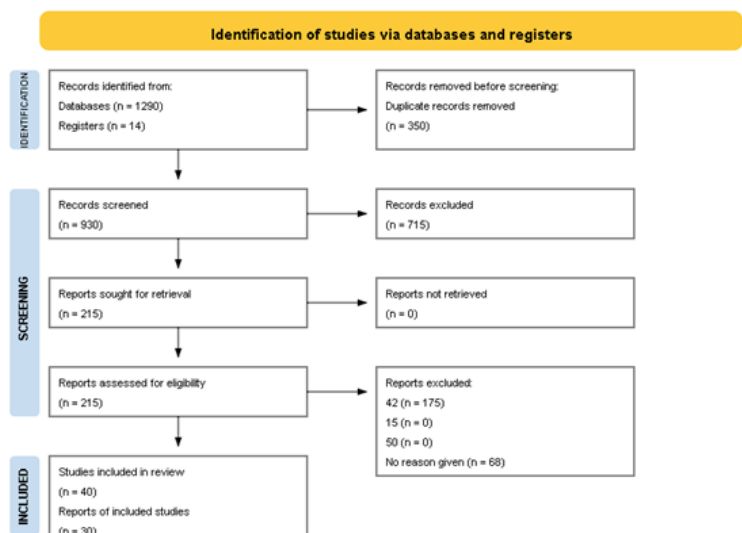 Identification of studies via databases and registers
IDENTIFICATION
Records identified from:
Databases (n = 1290)
Registers (n = 14)
Records removed before screening:
Duplicate records removed
(n = 350)
SCREENING
Records screened
(n = 930)
Records excluded
(n = 715)
Reports sought for retrieval
(n = 215)
Reports not retrieved
(n = 0)
Reports assessed for eligibility
(n = 215)
Reports excluded:
42 (n = 175)
15 (n = 0)
50 (n = 0)
No reason given (n = 68)
INCLUDED
Studies included in review
(n = 40)
Reports of included studies
(n = 30)